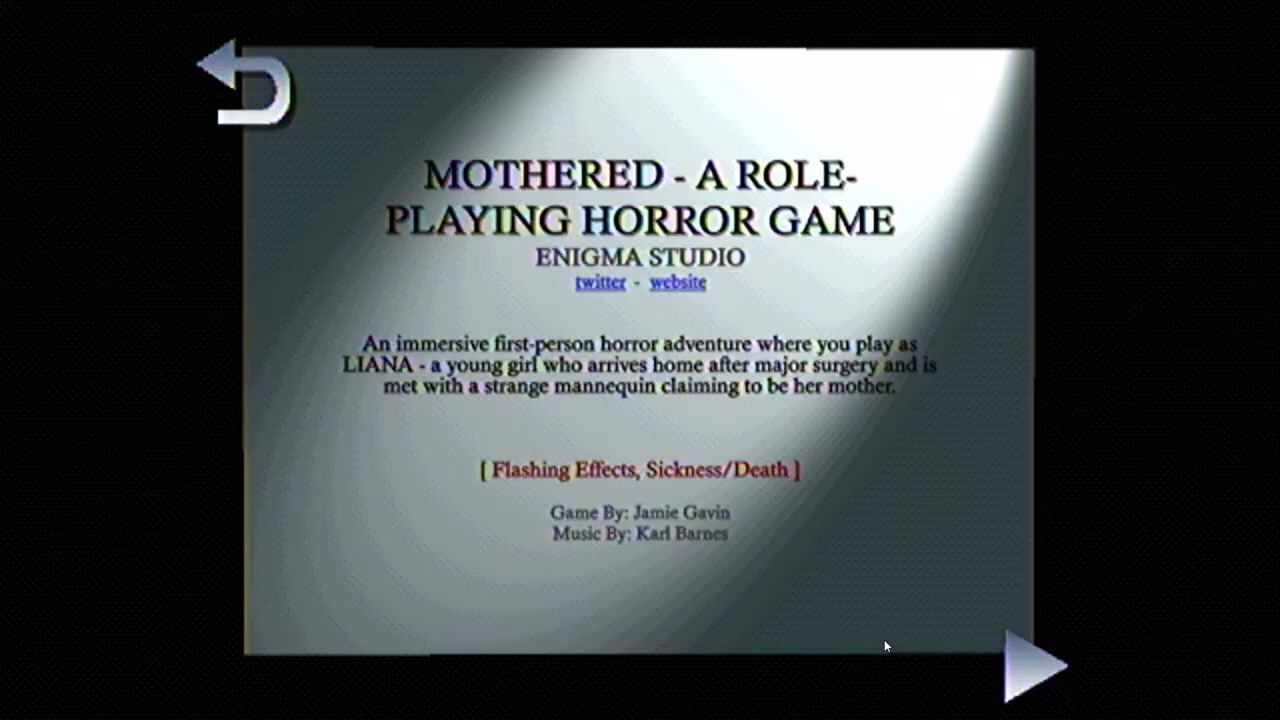 MOTHERED - A ROLE-
PLAYING HORROR GAME
ENIGMA STUDIO
twitter - website
An immersive first-person horror adventure where you play as
LIANA - a young girl who arrives home after major surgery and is
met with a strange mannequin claiming to be her mother.
[ Flashing Effects, Sickness/Death ]
Game By: Jamie Gavin
Music By: Karl Barnes